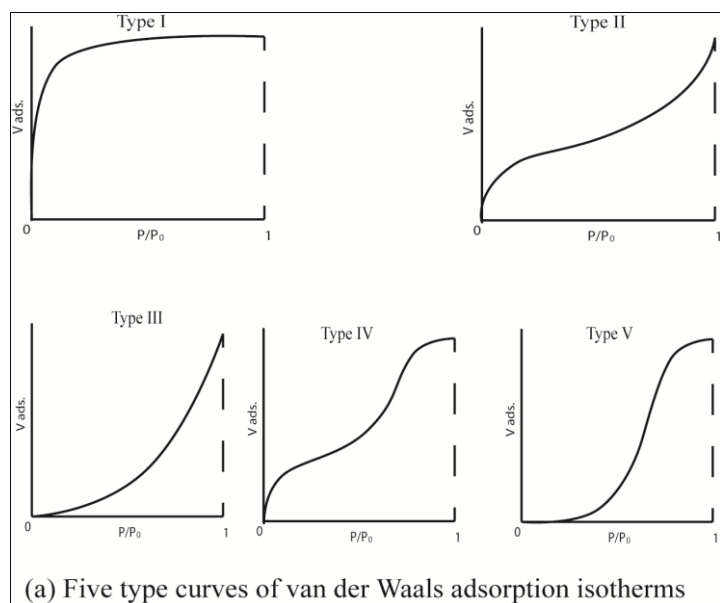 Type I
V ads.
0
P/P₀
1
Type II
V ads.
0
P/P₀
1
Type III
V ads.
0
P/P₀
1
Type IV
V ads.
0
P/P₀
1
Type V
V ads.
0
P/P₀
1
(a) Five type curves of van der Waals adsorption isotherms